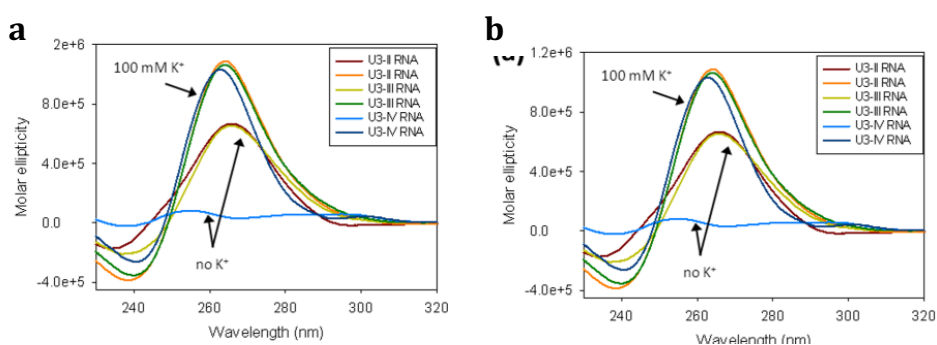 a
2e+6
8.0e+5
4.0e+5
0.0
-4.0e+5
Molar ellipticity
100 mM K⁺
no K⁺
U3-II RNA
U3-II RNA
U3-III RNA
U3-III RNA
U3-IV RNA
U3-IV RNA
240 260 280 300 320
Wavelength (nm)
b
1.2e+6
8.0e+5
4.0e+5
0.0
-4.0e+5
Molar ellipticity
100 mM K⁺
no K⁺
U3-II RNA
U3-II RNA
U3-III RNA
U3-III RNA
U3-IV RNA
U3-IV RNA
240 260 280 300 320
Wavelength (nm)